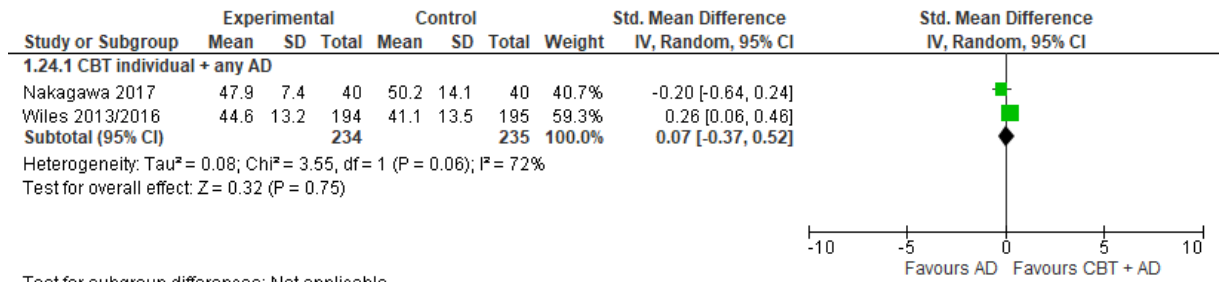 Experimental Control Std. Mean Difference Std. Mean Difference
Study or Subgroup Mean SD Total Mean SD Total Weight IV, Random, 95% CI IV, Random, 95% CI
1.24.1 CBT individual + any AD
Nakagawa 2017 47.9 7.4 40 50.2 14.1 40 40.7% -0.20 [-0.64, 0.24]
Wiles 2013/2016 44.6 13.2 194 41.1 13.5 195 59.3% 0.26 [0.06, 0.46]
Subtotal (95% CI) 234 235 100.0% 0.07 [-0.37, 0.52]
Heterogeneity: Tau² = 0.08; Chi² = 3.55, df = 1 (P = 0.06); I² = 72%
Test for overall effect: Z = 0.32 (P = 0.75)
-10 -5 0 5 10
Favours AD Favours CBT + AD
Test for subgroup differences: Not applicable